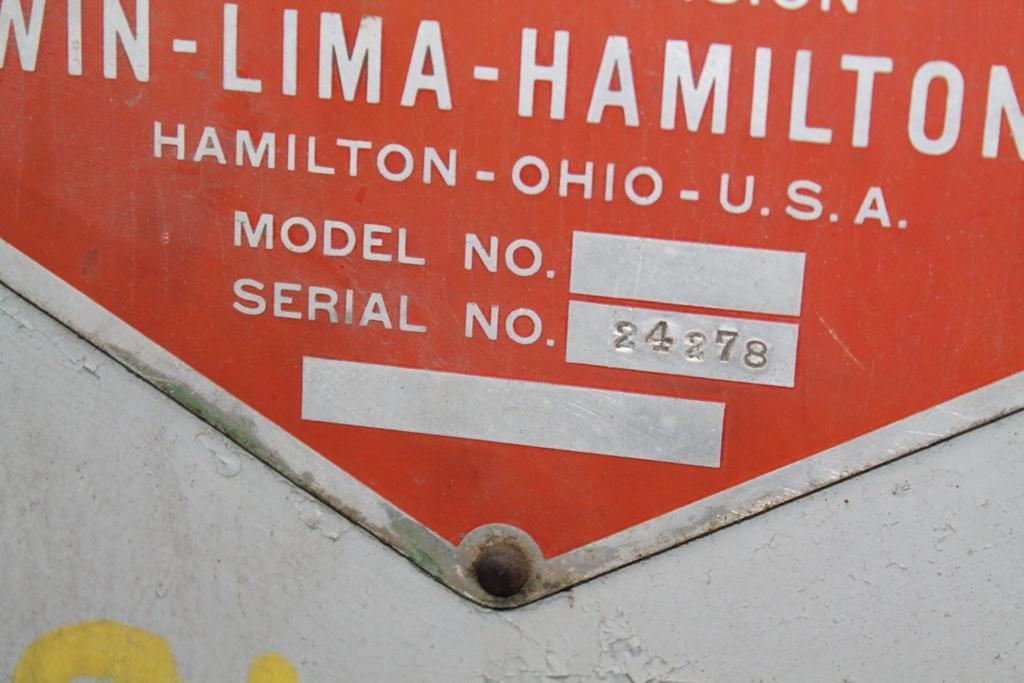 WIN-LIMA-HAMILTON
HAMILTON-OHIO-U.S.A.
MODEL NO.
SERIAL NO. 24278